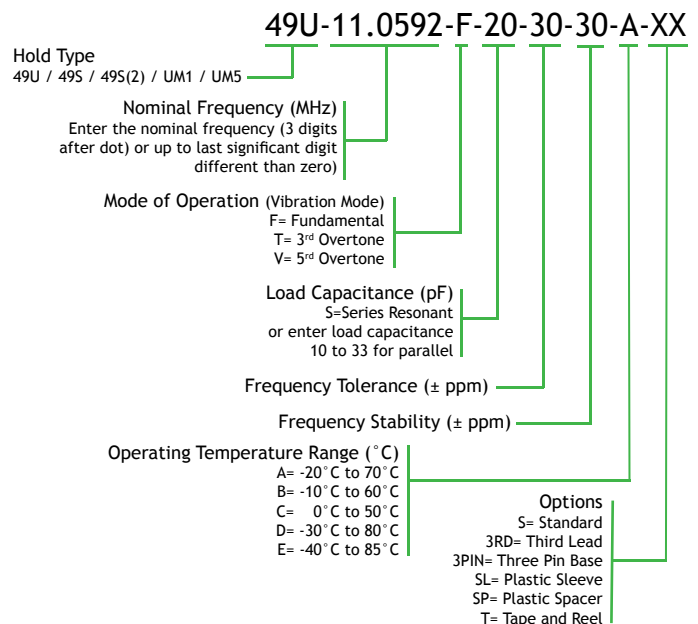 49U-11.0592-F-20-30-30-A-XX
Hold Type
49U / 49S / 49S(2) / UM1 / UM5
Nominal Frequency (MHz)
Enter the nominal frequency (3 digits
after dot) or up to last significant digit
different than zero)
Mode of Operation (Vibration Mode)
F= Fundamental
T= 3rd Overtone
V= 5rd Overtone
Load Capacitance (pF)
S=Series Resonant
or enter load capacitance
10 to 33 for parallel
Frequency Tolerance (± ppm)
Frequency Stability (± ppm)
Operating Temperature Range (°C)
A= -20°C to 70°C
B= -10°C to 60°C
C= 0°C to 50°C
D= -30°C to 80°C
E= -40°C to 85°C
Options
S= Standard
3RD= Third Lead
3PIN= Three Pin Base
SL= Plastic Sleeve
SP= Plastic Spacer
T= Tape and Reel